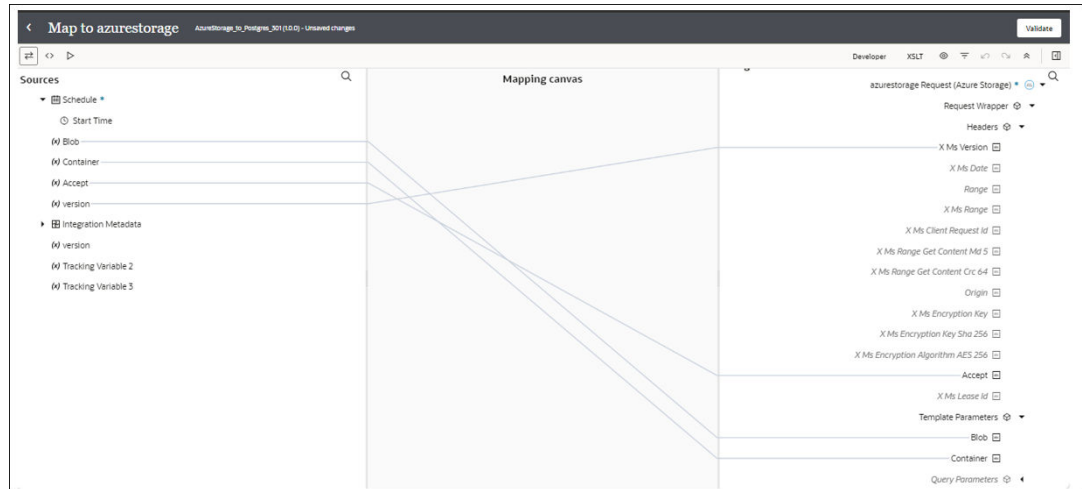 Map to azurestorage AzureStorage_to_Postgres_301 (1.0.0) - Unsaved changes Validate
Developer XSLT
Sources
Schedule *
Start Time
(x) Blob
(x) Container
(x) Accept
(x) version
Integration Metadata
(x) version
(x) Tracking Variable 2
(x) Tracking Variable 3
Mapping canvas
azurestorage Request (Azure Storage) *
Request Wrapper
Headers
X Ms Version
X Ms Date
Range
X Ms Range
X Ms Client Request Id
X Ms Range Get Content Md 5
X Ms Range Get Content Crc 64
Origin
X Ms Encryption Key
X Ms Encryption Key Sha 256
X Ms Encryption Algorithm AES 256
Accept
X Ms Lease Id
Template Parameters
Blob
Container
Query Parameters